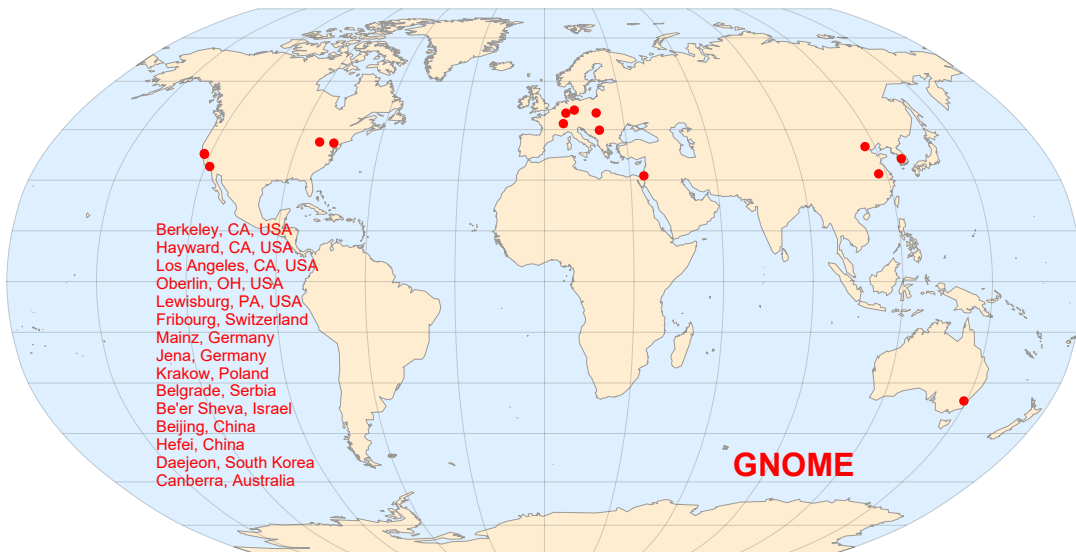 Berkeley, CA, USA
Hayward, CA, USA
Los Angeles, CA, USA
Oberlin, OH, USA
Lewisburg, PA, USA
Fribourg, Switzerland
Mainz, Germany
Jena, Germany
Krakow, Poland
Belgrade, Serbia
Be'er Sheva, Israel
Beijing, China
Hefei, China
Daejeon, South Korea
Canberra, Australia
GNOME